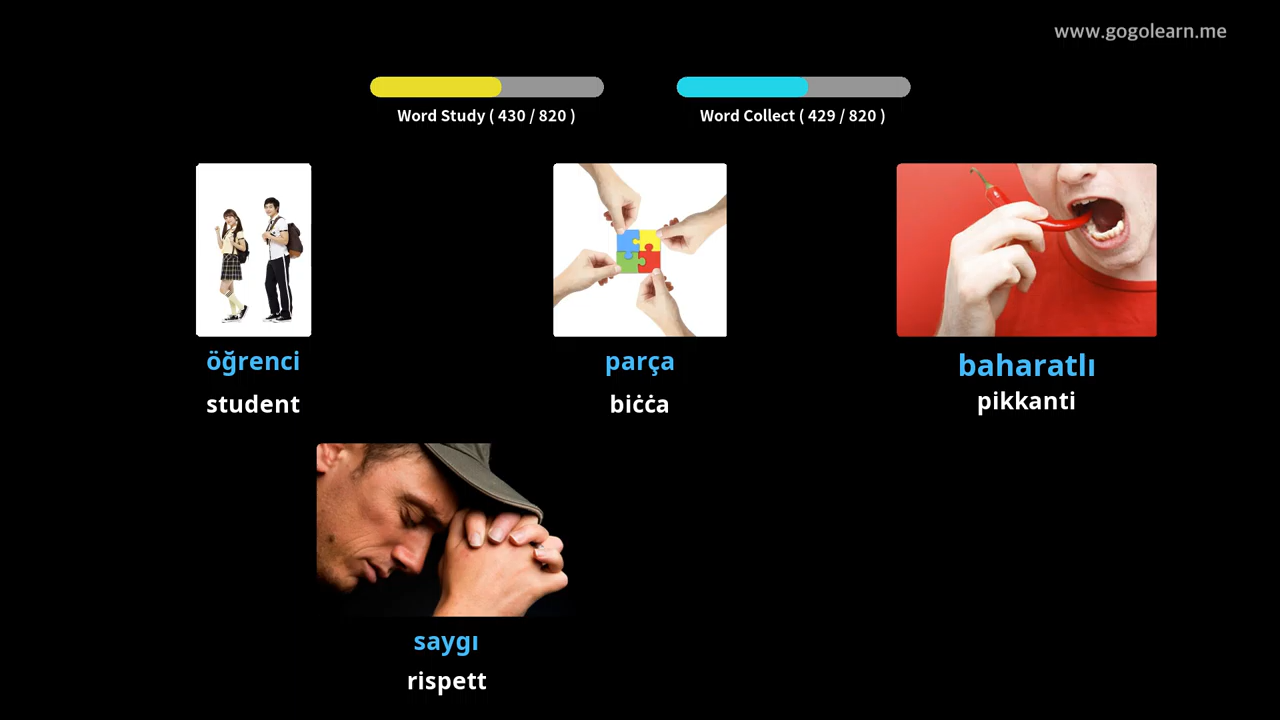 www.gogolearn.me
Word Study ( 430 / 820 )
Word Collect ( 429 / 820 )
öğrenci
student
parça
biċċa
baharatlı
pikkanti
saygı
rispett